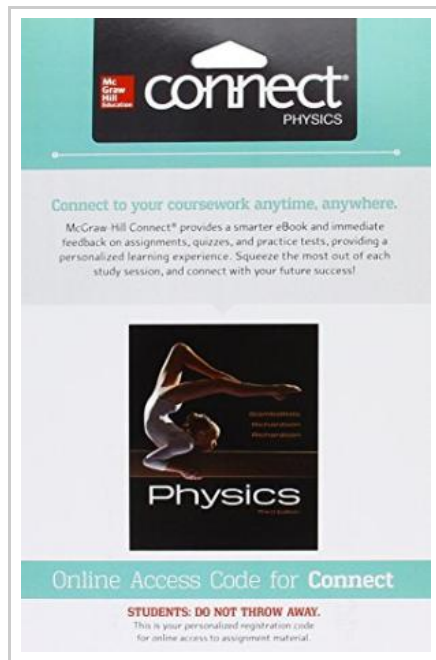 Mc
Graw
Hill
Education
connect®
PHYSICS
Connect to your coursework anytime, anywhere.
McGraw-Hill Connect® provides a smarter eBook and immediate
feedback on assignments, quizzes, and practice tests, providing a
personalized learning experience. Squeeze the most out of each
study session, and connect with your future success!
Giambattista
Richardson
Richardson
Physics
Third Edition
Online Access Code for Connect
STUDENTS: DO NOT THROW AWAY.
This is your personalized registration code
for online access to assignment material.